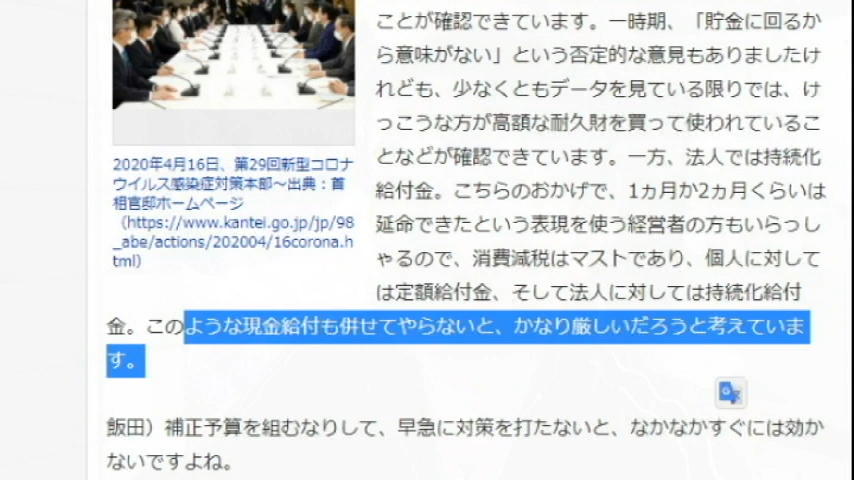 ことが確認できています。一時期、「貯金に回るか
ら意味がない」という否定的な意見もありましたけ
れども、少なくともデータを見ている限りでは、け
っこうな方が高額な耐久財を買って使われているこ
となどが確認できています。一方、法人では持続化
給付金。こちらのおかげで、1ヵ月か2ヵ月くらいは
延命できたという表現を使う経営者の方もいらっし
ゃるので、消費減税はマストであり、個人に対して
は定額給付金、そして法人に対しては持続化給付
金。このような現金給付も併せてやらないと、かなり厳しいだろうと考えていま
す。
2020年4月16日、第29回新型コロナ
ウイルス感染症対策本部～出典：首
相官邸ホームページ
（https://www.kantei.go.jp/jp/98
_abe/actions/202004/16corona.h
tml）
飯田）補正予算を組むなりして、早急に対策を打たないと、なかなかすぐには効か
ないですよね。